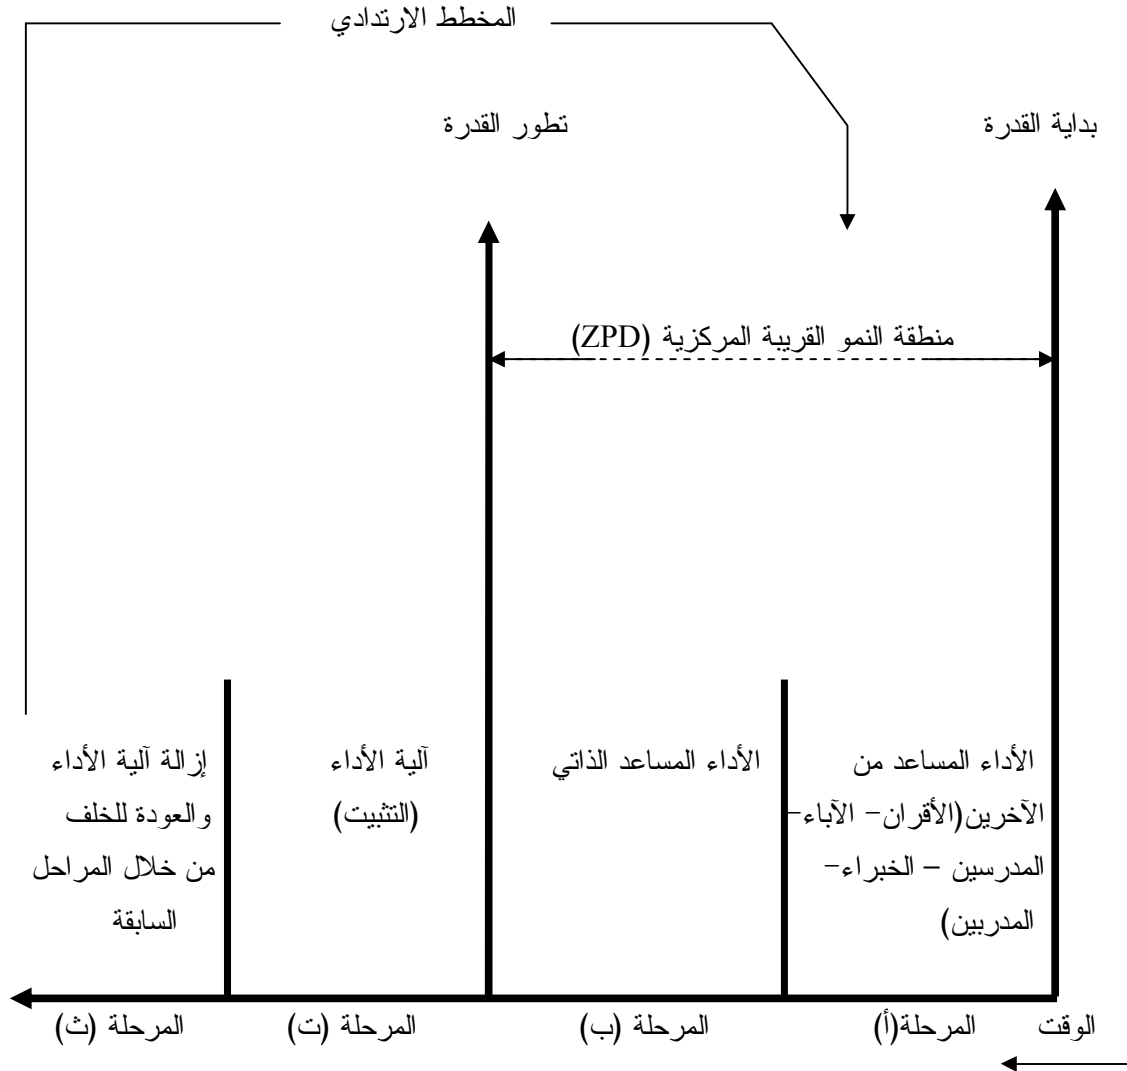 المخطط الارتدادي
بداية القدرة
تطور القدرة
منطقة النمو القريبة المركزية (ZPD)
الأداء المساعد من
الآخرين(الأقران- الآباء-
المدرسين – الخبراء-
المدربين)
الأداء المساعد الذاتي
آلية الأداء
(التثبيت)
إزالة آلية الأداء
والعودة للخلف
من خلال المراحل
السابقة
الوقت
المرحلة(أ)
المرحلة (ب)
المرحلة (ت)
المرحلة (ث)